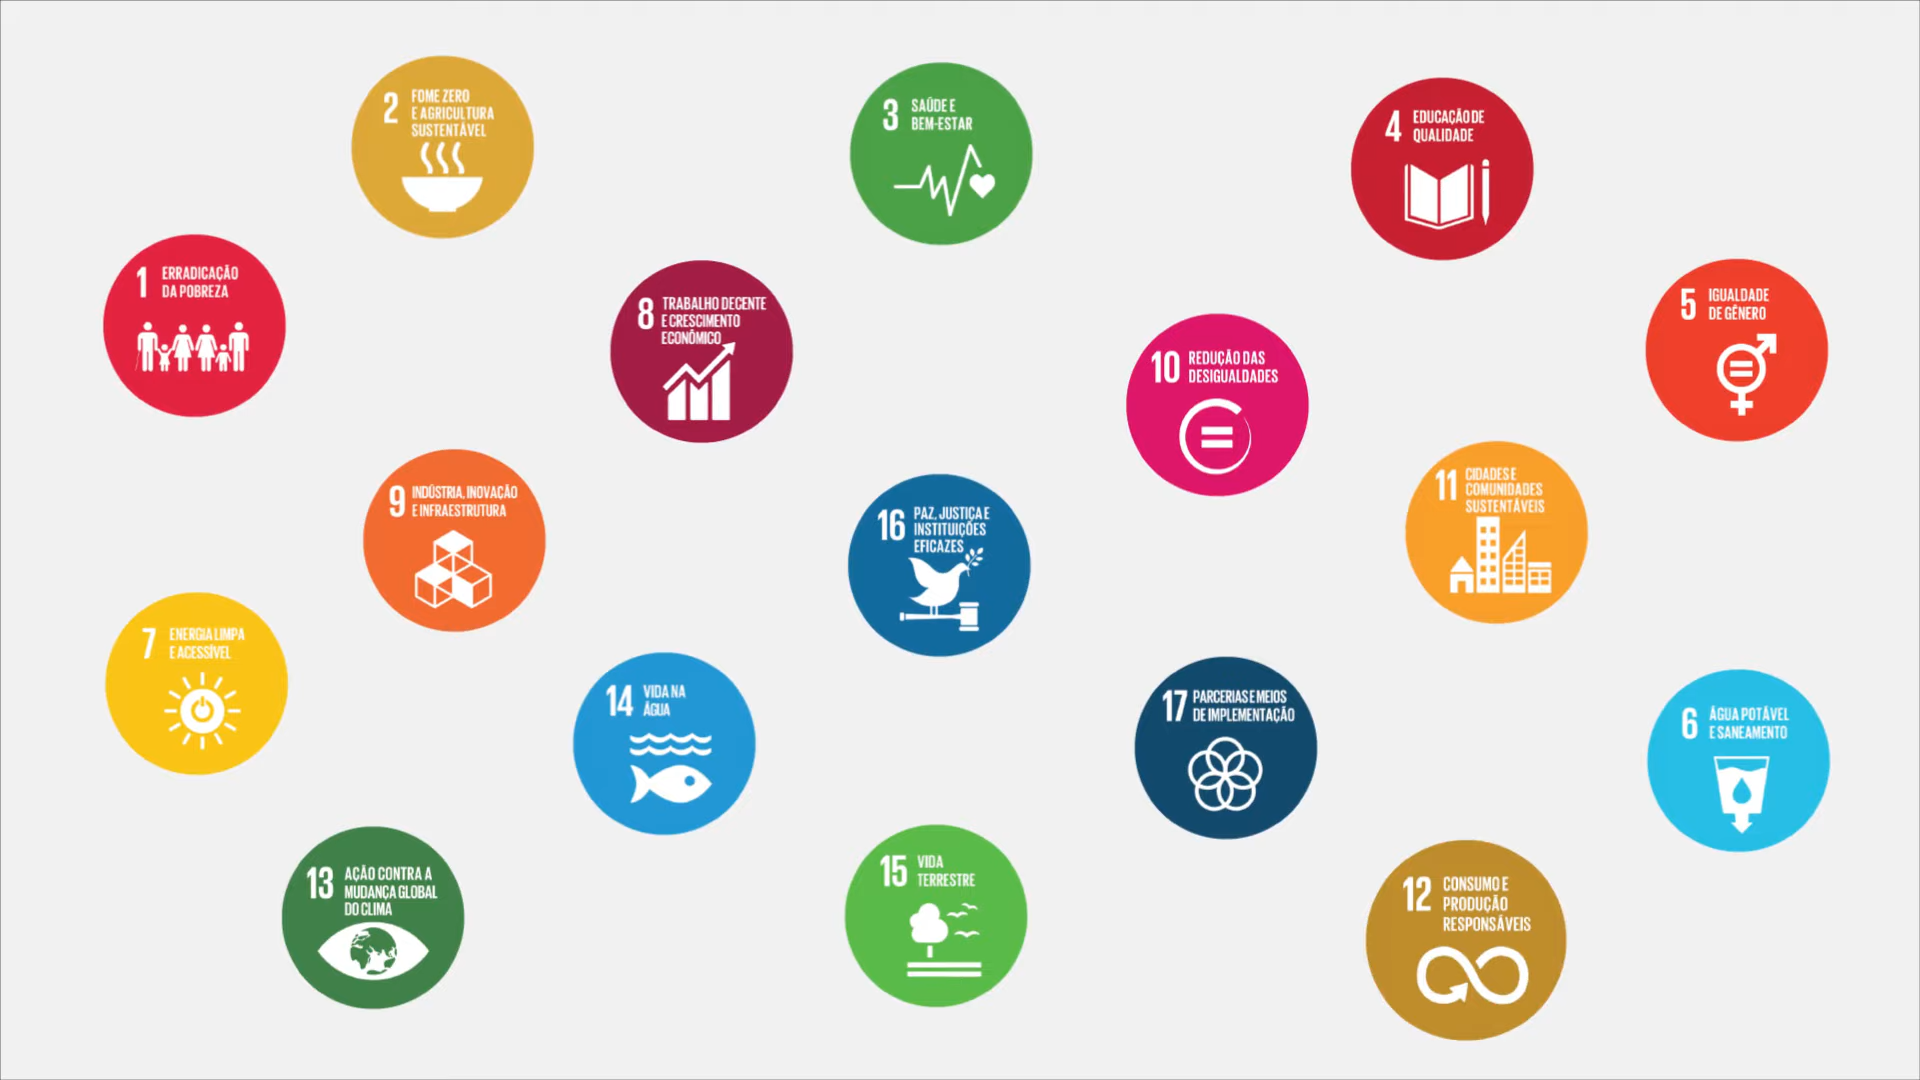 2 FOME ZERO
E AGRICULTURA
SUSTENTÁVEL
3 SAÚDE E
BEM-ESTAR
4 EDUCAÇÃO DE
QUALIDADE
1 ERRADICAÇÃO
DA POBREZA
8 TRABALHO DECENTE
E CRESCIMENTO
ECONÔMICO
10 REDUÇÃO DAS
DESIGUALDADES
5 IGUALDADE
DE GÊNERO
9 INDÚSTRIA, INOVAÇÃO
E INFRAESTRUTURA
16 PAZ, JUSTIÇA E
INSTITUIÇÕES
EFICAZES
11 CIDADES E
COMUNIDADES
SUSTENTÁVEIS
7 ENERGIA LIMPA
E ACESSÍVEL
14 VIDA NA
ÁGUA
17 PARCERIAS E MEIOS
DE IMPLEMENTAÇÃO
6 ÁGUA POTÁVEL
E SANEAMENTO
13 AÇÃO CONTRA A
MUDANÇA GLOBAL
DO CLIMA
15 VIDA
TERRESTRE
12 CONSUMO E
PRODUÇÃO
RESPONSÁVEIS